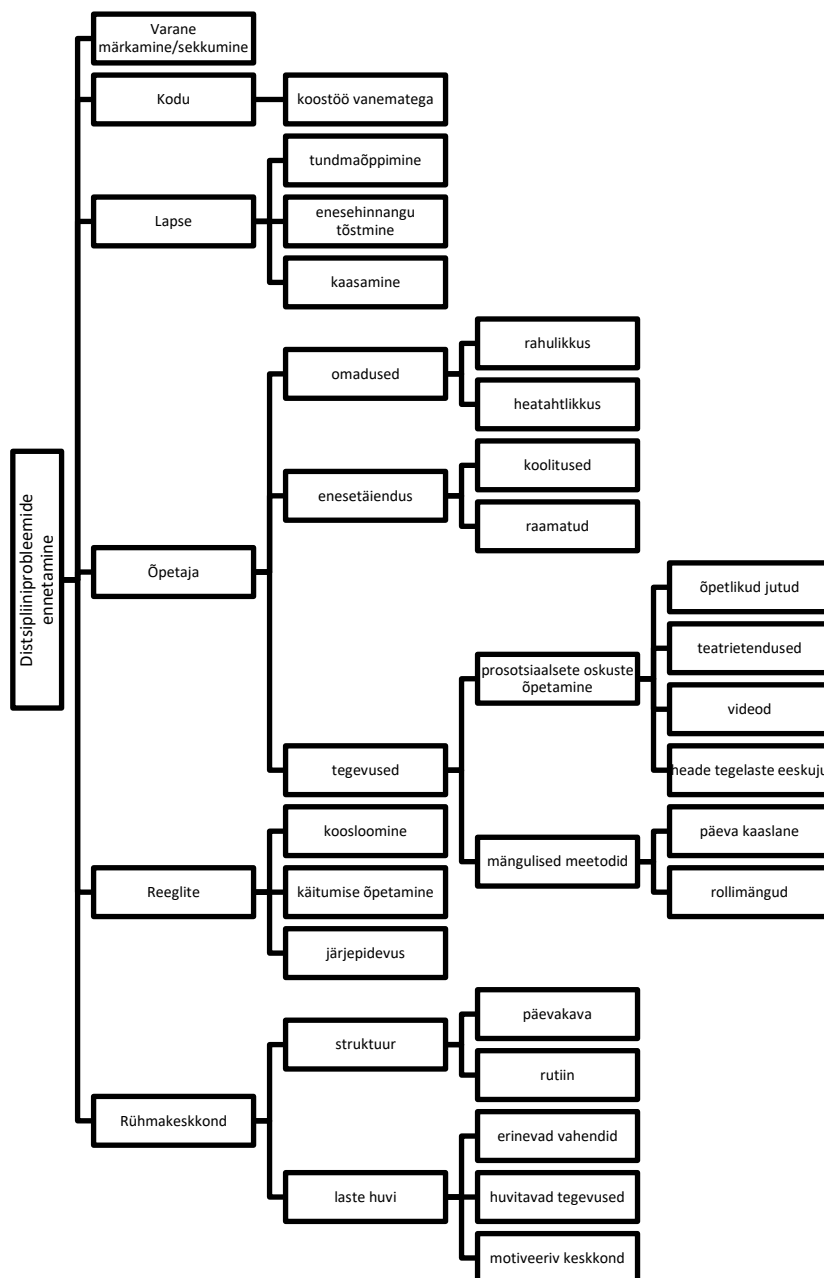 Distsipliiniprobleemide
ennetamine
Varane
märkamine/sekkumine
Kodu
koostöö vanematega
Lapse
tundmaõppimine
enesehinnangu
tõstmine
kaasamine
Õpetaja
omadused
rahulikkus
heatahtlikkus
enesetäiendus
koolitused
raamatud
tegevused
prosotsiaalsete oskuste
õpetamine
õpetlikud jutud
teatrietendused
videod
heade tegelaste eeskuju
mängulised meetodid
päeva kaaslane
rollimängud
Reeglite
koosloomine
käitumise õpetamine
järjepidevus
Rühmakeskkond
struktuur
päevakava
rutiin
laste huvi
erinevad vahendid
huvitavad tegevused
motiveeriv keskkond